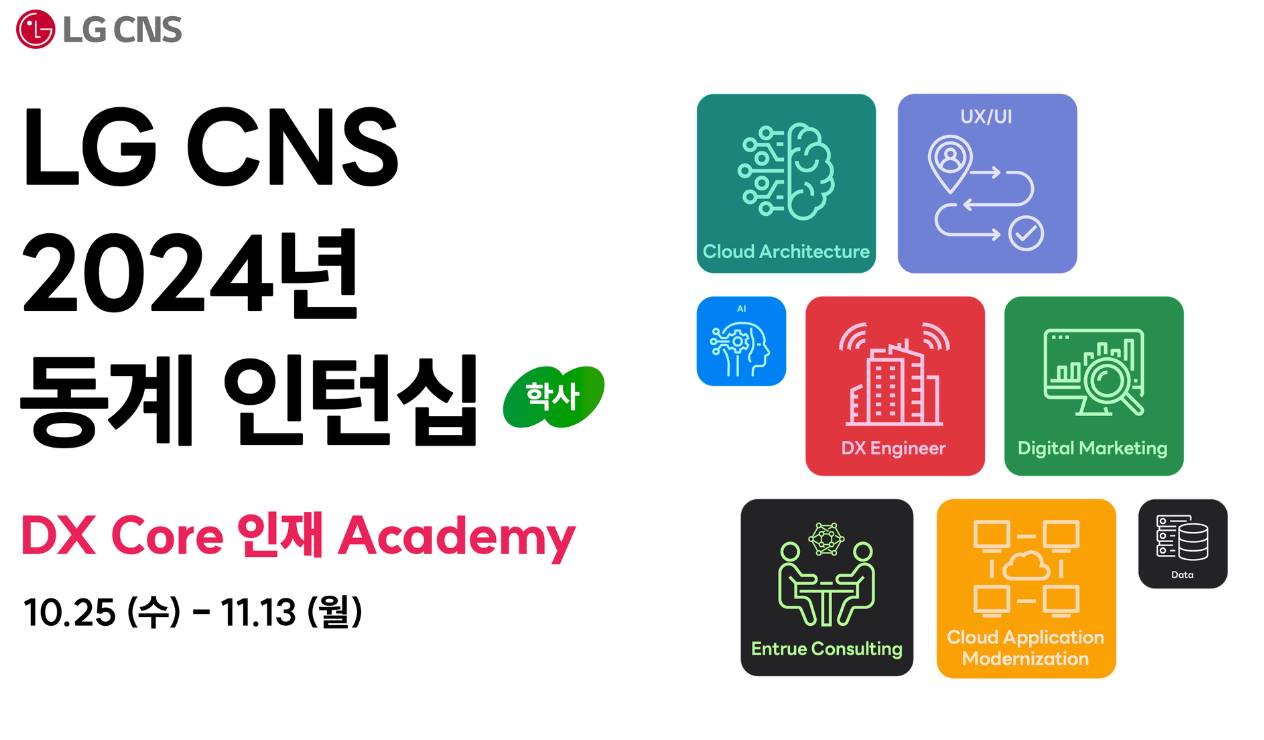 LG CNS
LG CNS
2024년
동계 인턴십 학사
DX Core 인재 Academy
10.25 (수) - 11.13 (월)
Cloud Architecture
UX/UI
AI
DX Engineer
Digital Marketing
Entrue Consulting
Cloud Application
Modernization
Data